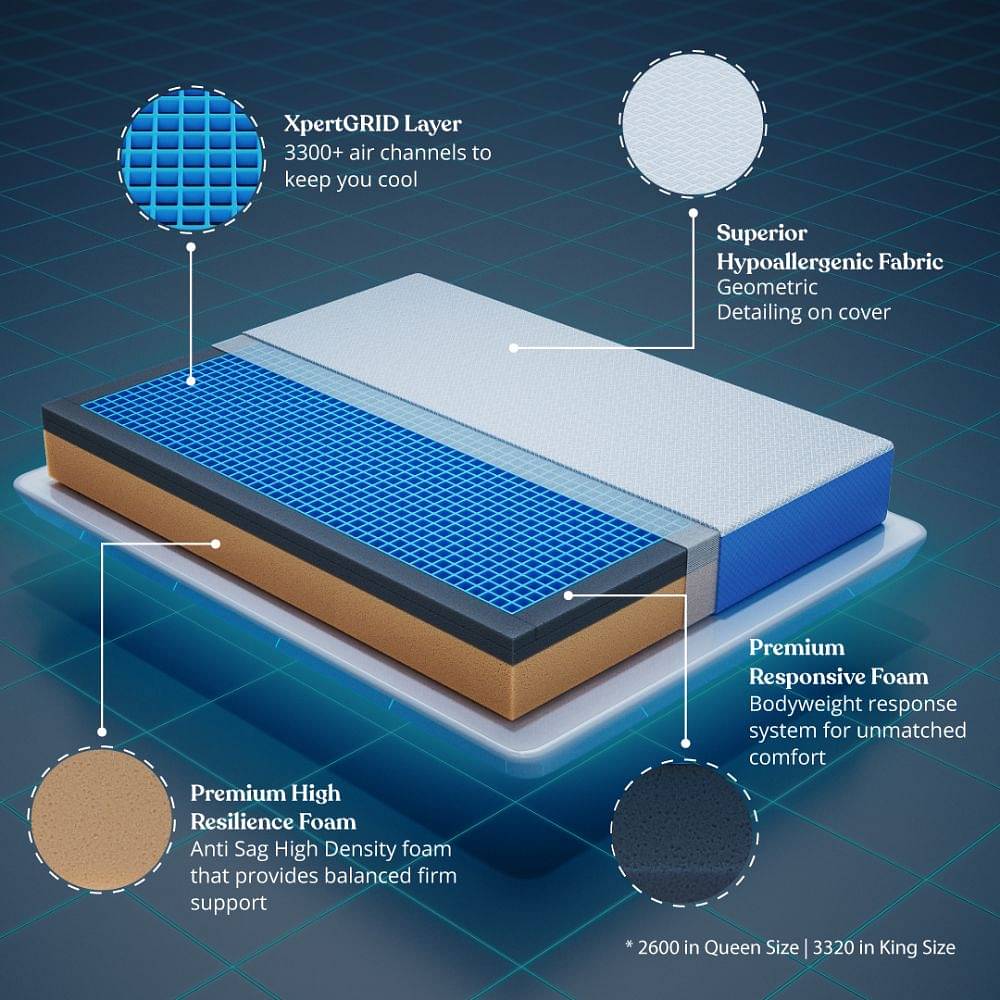 XpertGRID Layer
3300+ air channels to
keep you cool
Superior
Hypoallergenic Fabric
Geometric
Detailing on cover
Premium
Responsive Foam
Bodyweight response
system for unmatched
comfort
Premium High
Resilience Foam
Anti Sag High Density foam
that provides balanced firm
support
* 2600 in Queen Size | 3320 in King Size